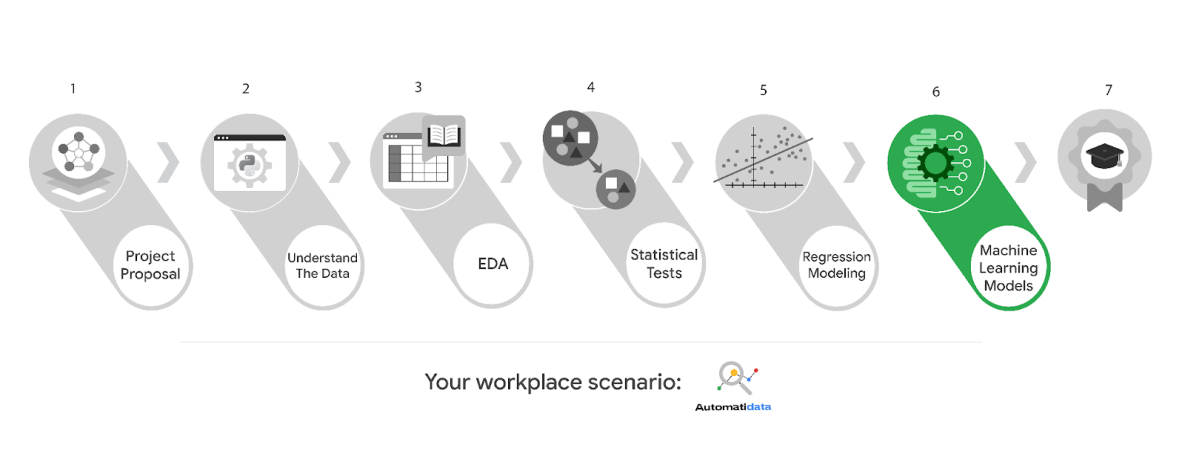 1
2
3
4
5
6
7
Project
Proposal
Understand
The Data
EDA
Statistical
Tests
Regression
Modeling
Machine
Learning
Models
Your workplace scenario:
Automatidata